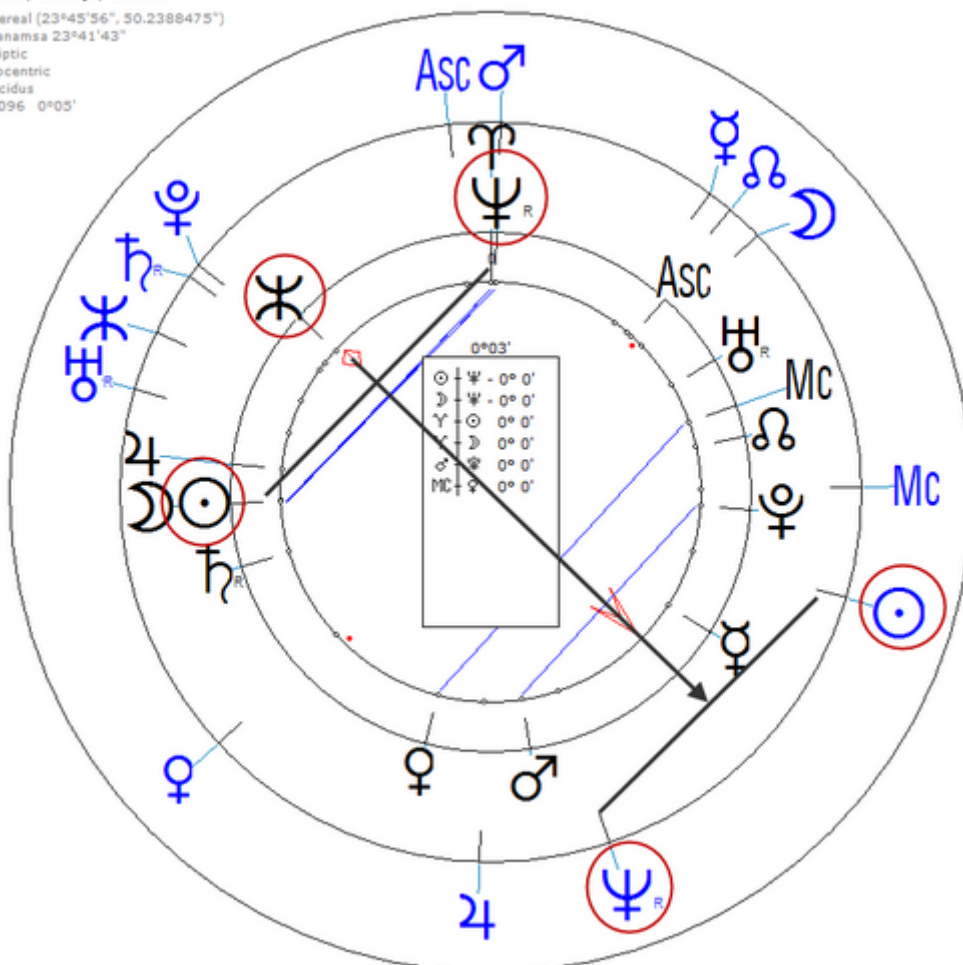 ereal (23°45'56", 50.2388475")
anamsa 23°41'43"
iptic
ocentric
cidus
096 0°05'
Asc ♂
♈
♆ R
☿
☊
☽
♇
♄ R
Asc
♅ R
Mc
☊
0°03'
☉ ♆ - 0° 0'
☽ ♆ - 0° 0'
♈ ☉ 0° 0'
♈ ☽ 0° 0'
♂ 0° 0'
MC ♀ 0° 0'
♅ R
♃
☽ ☉
♄ R
♇
Mc
☉
☿
♀
♀
♂
♃
♆ R